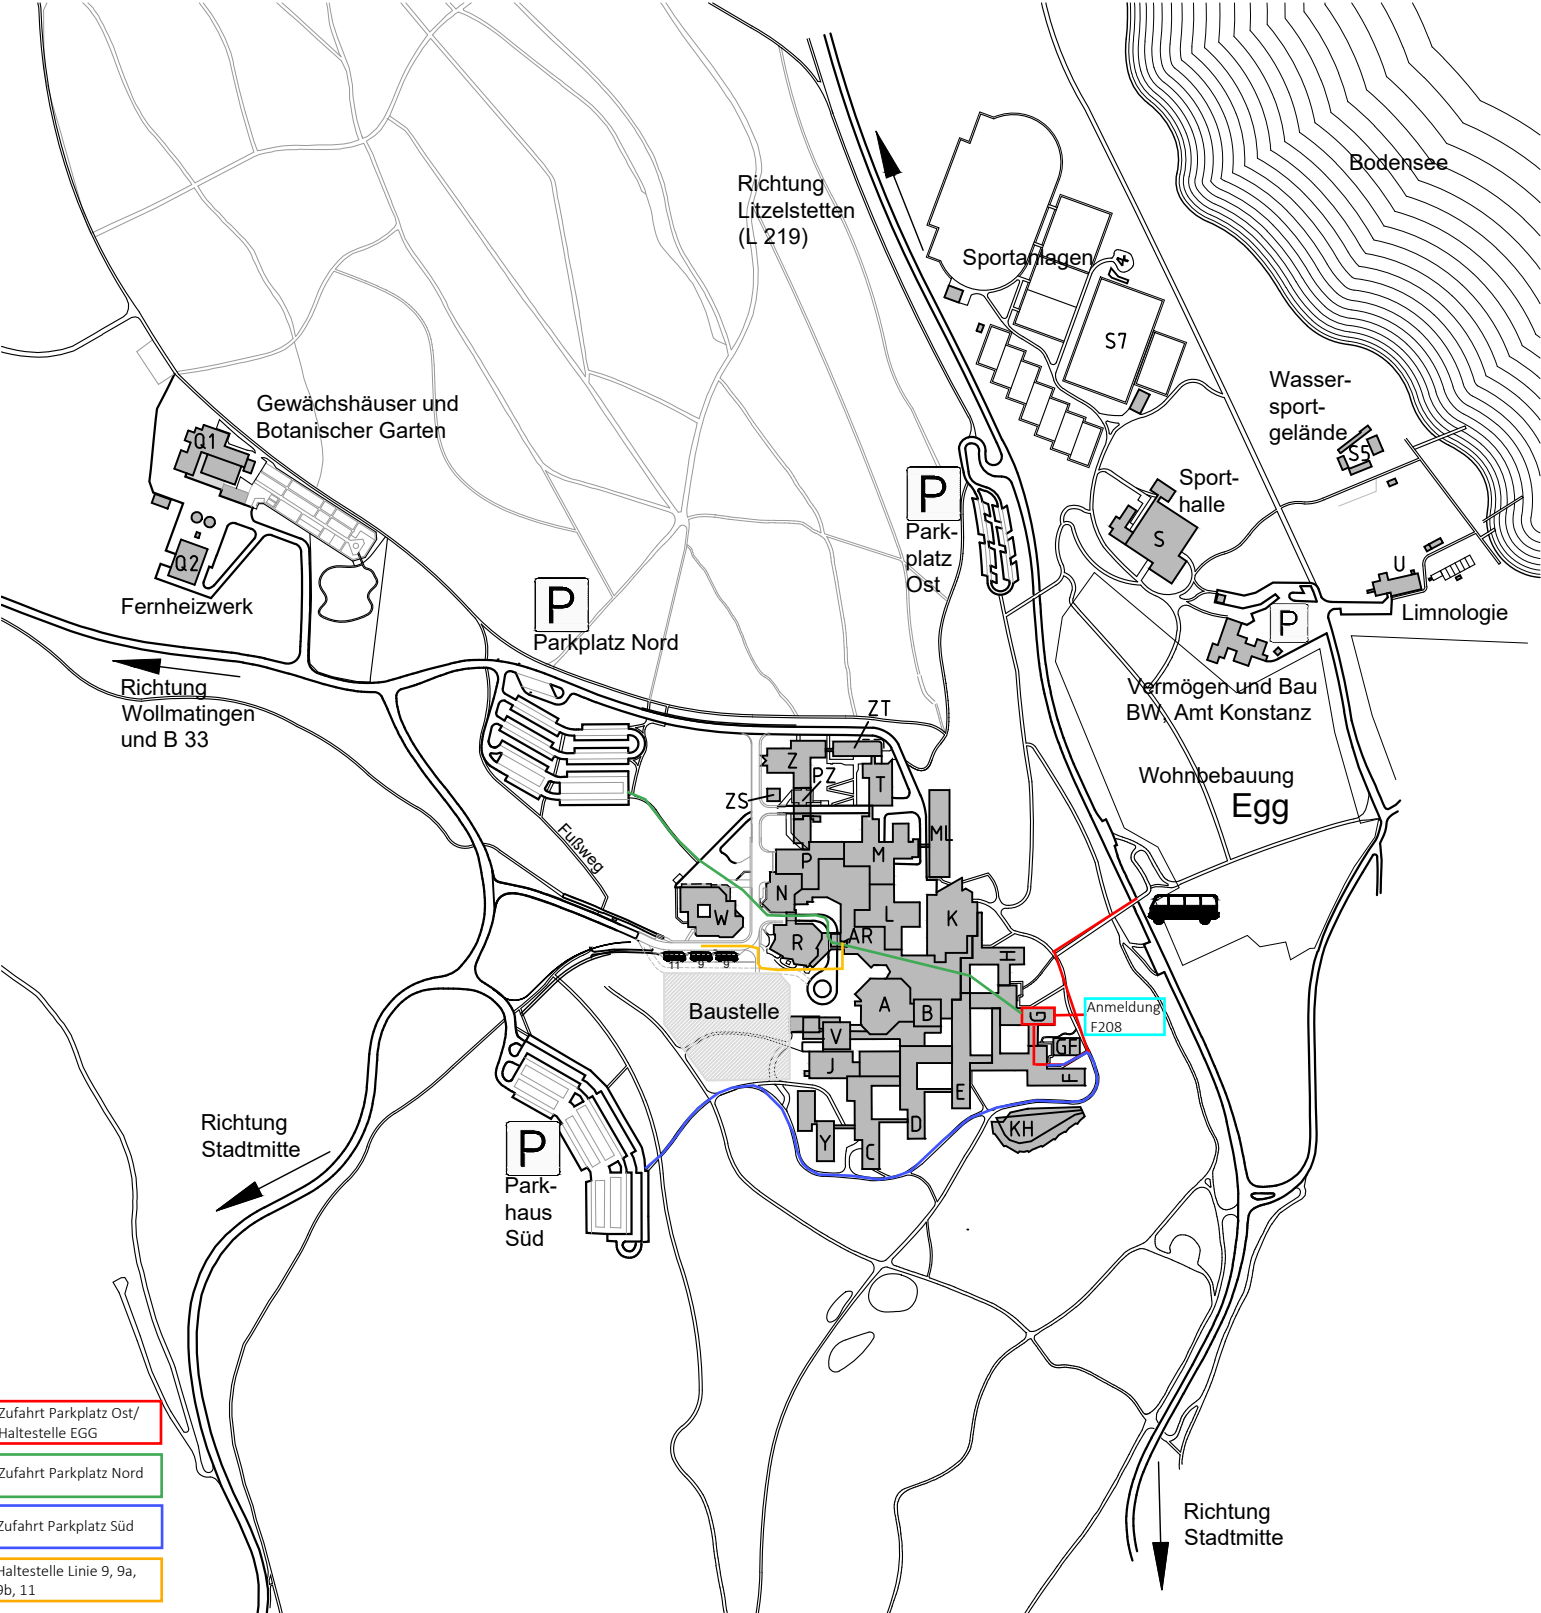 Bodensee
Richtung
Litzelstetten
(L 219)
Sportanlagen
S7
Wasser-
sport-
gelände
S5
Gewächshäuser und
Botanischer Garten
Q1
Q2
Fernheizwerk
P
Park-
platz
Ost
Sport-
halle
S
U
Limnologie
P
P
Parkplatz Nord
Vermögen und Bau
BW, Amt Konstanz
Richtung
Wollmatingen
und B 33
Wohnbebauung
Egg
ZT
Z
PZ
T
ZS
ML
Fußweg
P
M
N
W
L
K
R
AR
H
11
9
9
Baustelle
A
B
G
Anmeldung
F208
V
GF
J
F
E
D
Y
C
KH
Richtung
Stadtmitte
P
Park-
haus
Süd
Zufahrt Parkplatz Ost/
Haltestelle EGG
Zufahrt Parkplatz Nord
Zufahrt Parkplatz Süd
Haltestelle Linie 9, 9a,
9b, 11
Richtung
Stadtmitte